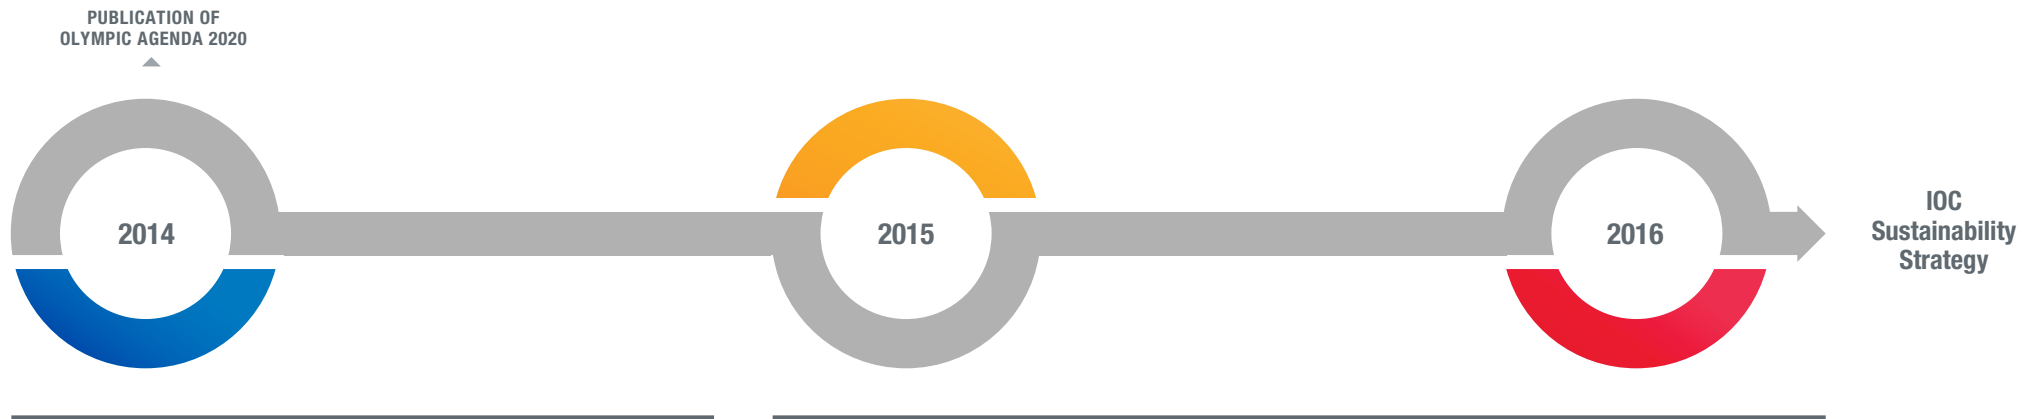 PUBLICATION OF
OLYMPIC AGENDA 2020
2014
2015
2016
IOC
Sustainability
Strategy